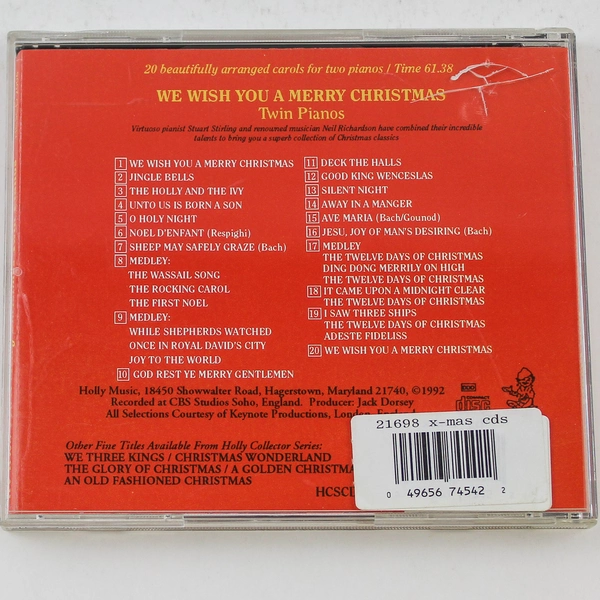 20 beautifully arranged carols for two pianos / Time 61.38
WE WISH YOU A MERRY CHRISTMAS
Twin Pianos
Virtuoso pianist Stuart Stirling and renowned musician Neil Richardson have combined their incredible
talents to bring you a superb collection of Christmas classics
1 WE WISH YOU A MERRY CHRISTMAS
2 JINGLE BELLS
3 THE HOLLY AND THE IVY
4 UNTO US IS BORN A SON
5 O HOLY NIGHT
6 NOEL D'ENFANT (Respighi)
7 SHEEP MAY SAFELY GRAZE (Bach)
8 MEDLEY:
THE WASSAIL SONG
THE ROCKING CAROL
THE FIRST NOEL
9 MEDLEY:
WHILE SHEPHERDS WATCHED
ONCE IN ROYAL DAVID'S CITY
JOY TO THE WORLD
10 GOD REST YE MERRY GENTLEMEN
11 DECK THE HALLS
12 GOOD KING WENCESLAS
13 SILENT NIGHT
14 AWAY IN A MANGER
15 AVE MARIA (Bach/Gounod)
16 JESU, JOY OF MAN'S DESIRING (Bach)
17 MEDLEY
THE TWELVE DAYS OF CHRISTMAS
DING DONG MERRILY ON HIGH
THE TWELVE DAYS OF CHRISTMAS
18 IT CAME UPON A MIDNIGHT CLEAR
THE TWELVE DAYS OF CHRISTMAS
19 I SAW THREE SHIPS
THE TWELVE DAYS OF CHRISTMAS
ADESTE FIDELISS
20 WE WISH YOU A MERRY CHRISTMAS
Holly Music, 18450 Showwalter Road, Hagerstown, Maryland 21740, ©1992
Recorded at CBS Studios Soho, England. Producer: Jack Dorsey
All Selections Courtesy of Keynote Productions, London, England
DDD
COMPACT
disc
Other Fine Titles Available From Holly Collector Series:
WE THREE KINGS / CHRISTMAS WONDERLAND
THE GLORY OF CHRISTMAS / A GOLDEN CHRISTMA
AN OLD FASHIONED CHRISTMAS
21698 x-mas cds
0 49656 74542 2